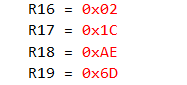 R16 = 0x02
R17 = 0x1C
R18 = 0xAE
R19 = 0x6D